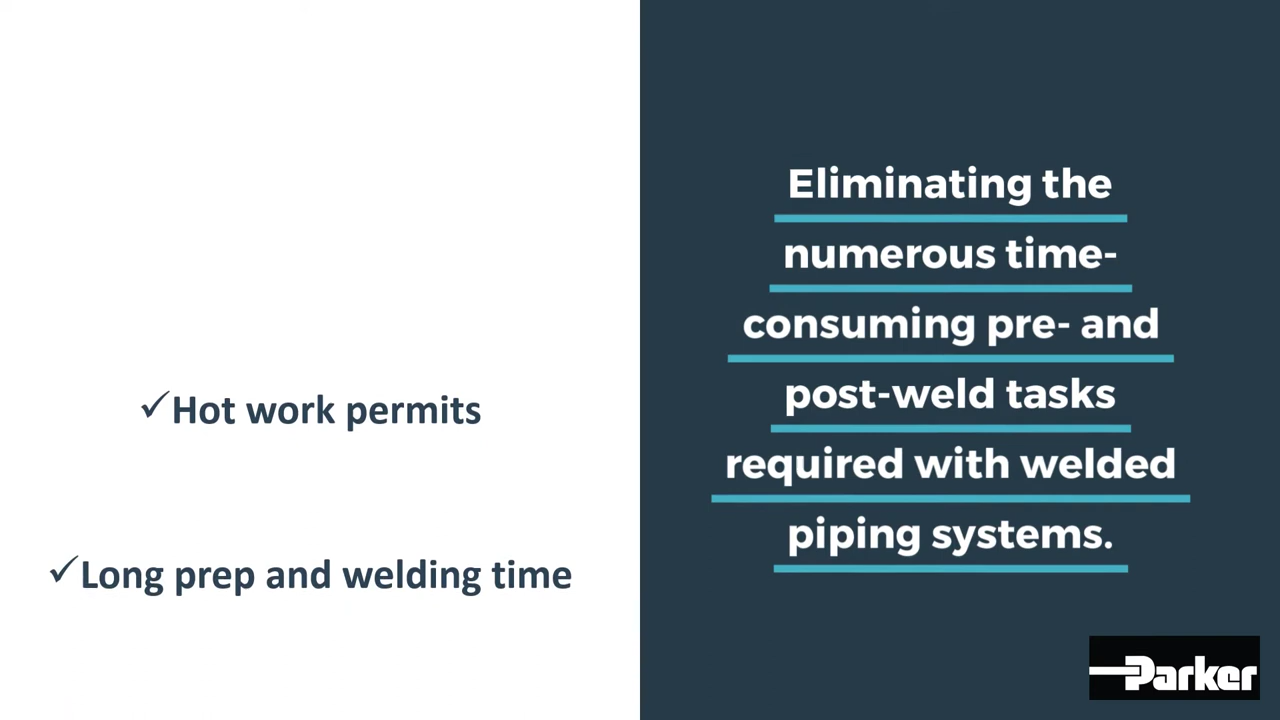 ✓Hot work permits
✓Long prep and welding time
Eliminating the
numerous time-
consuming pre- and
post-weld tasks
required with welded
piping systems.
Parker